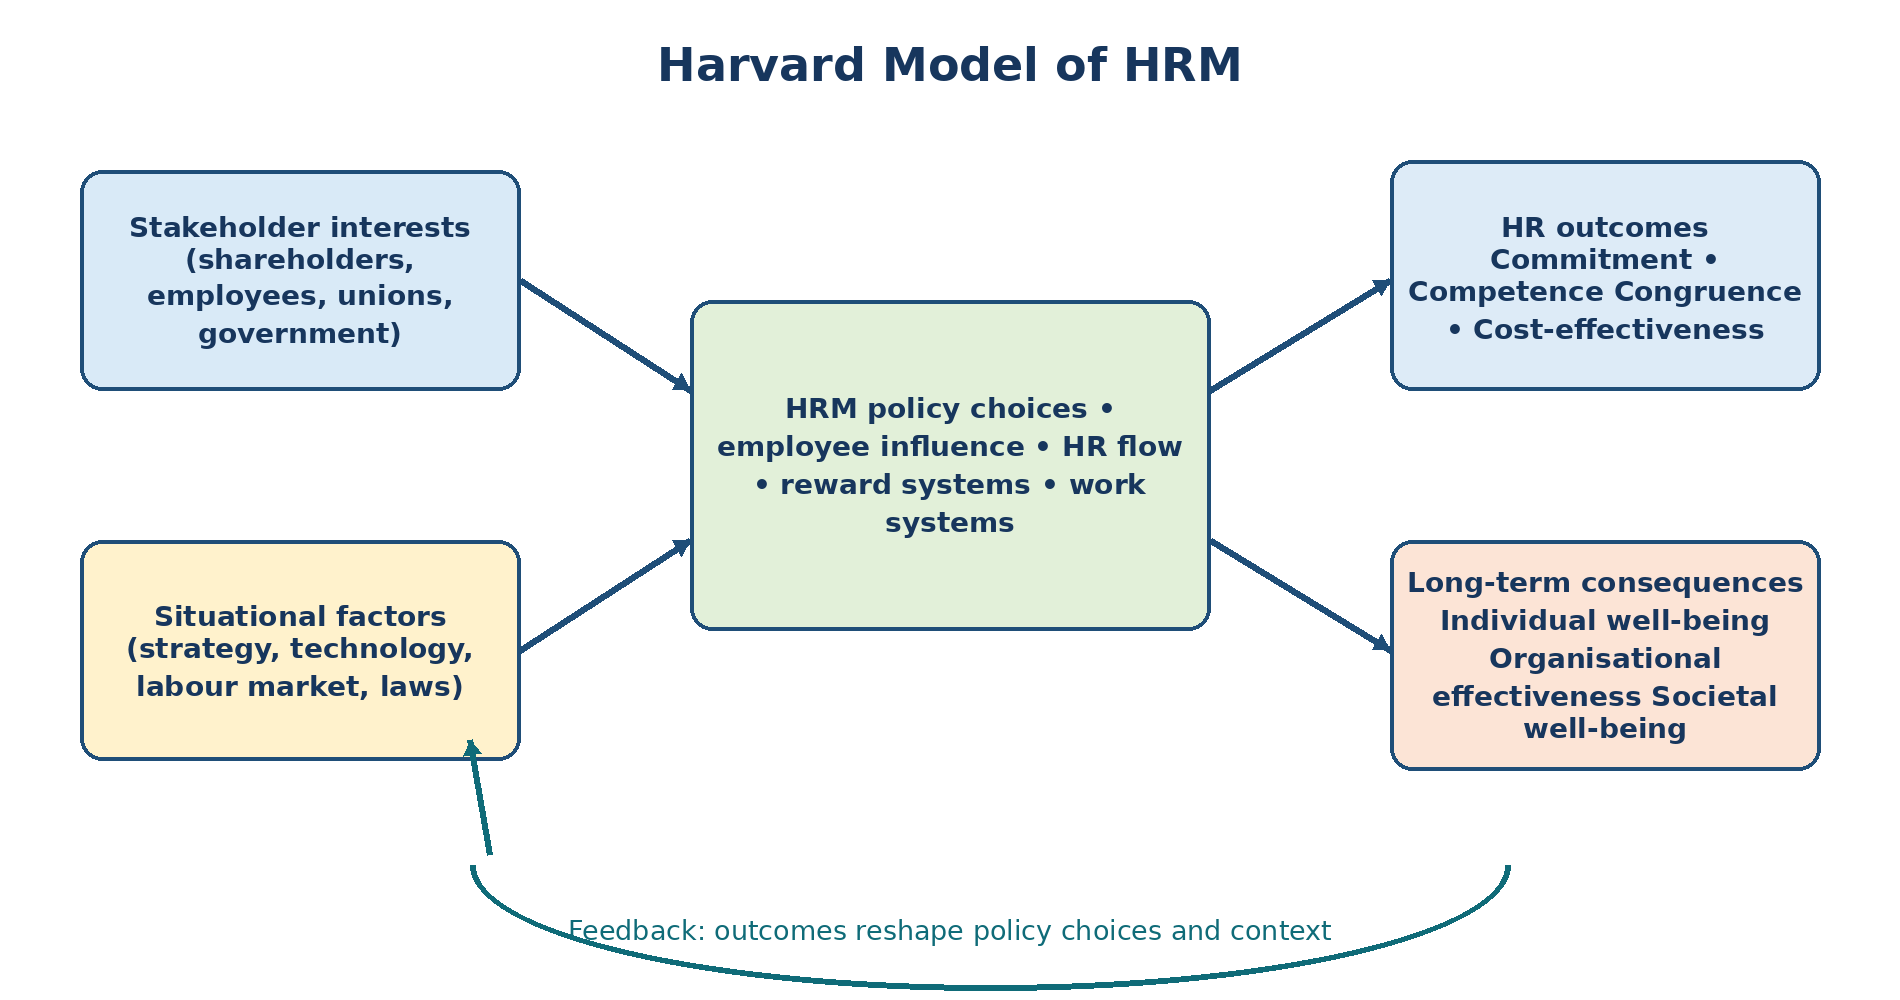 Harvard Model of HRM
Stakeholder interests
(shareholders,
employees, unions,
government)
Situational factors
(strategy, technology,
labour market, laws)
HRM policy choices •
employee influence • HR flow
• reward systems • work
systems
HR outcomes
Commitment •
Competence Congruence
• Cost-effectiveness
Long-term consequences
Individual well-being
Organisational
effectiveness Societal
well-being
Feedback: outcomes reshape policy choices and context